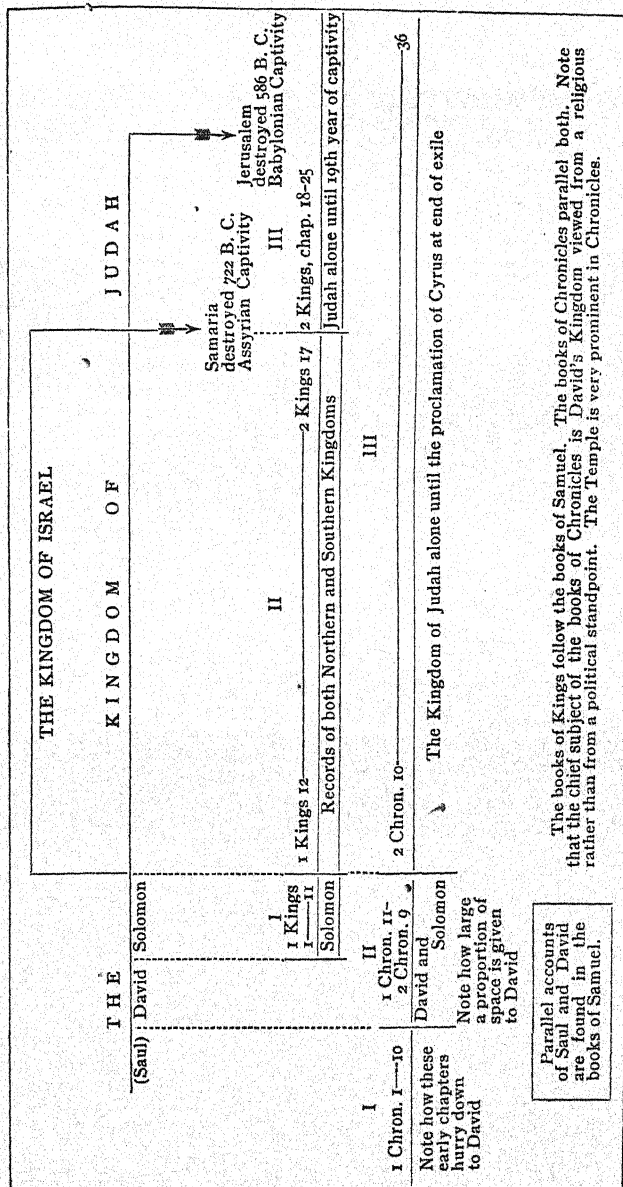 THE KINGDOM OF ISRAEL
THE KINGDOM OF JUDAH
(Saul)
David
Solomon
Samaria
destroyed 722 B. C.
Assyrian Captivity
Jerusalem
destroyed 586 B. C.
Babylonian Captivity
I
1 Kings
1—11
Solomon
II
1 Kings 12
2 Kings 17
Records of both Northern and Southern Kingdoms
III
2 Kings, chap. 18-25
Judah alone until 19th year of captivity
I
1 Chron. 1—10
Note how these
early chapters
hurry down
to David
II
1 Chron. 11-
2 Chron. 9
David and
Solomon
Note how large
a proportion of
space is given
to David
III
2 Chron. 10—36
The Kingdom of Judah alone until the proclamation of Cyrus at end of exile
Parallel accounts
of Saul and David
are found in the
books of Samuel.
The books of Kings follow the books of Samuel. The books of Chronicles parallel both. Note
that the chief subject of the books of Chronicles is David's Kingdom viewed from a religious
rather than from a political standpoint. The Temple is very prominent in Chronicles.